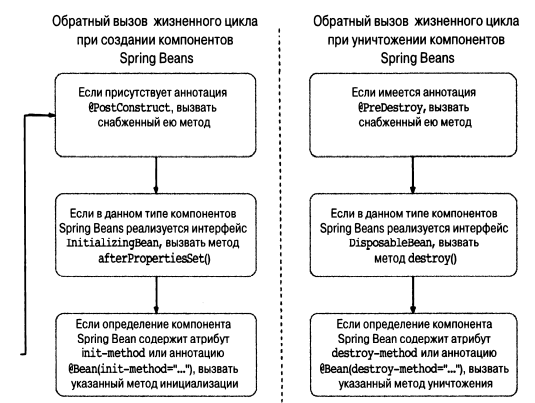 Обратный вызов жизненного цикла
при создании компонентов
Spring Beans
Если присутствует аннотация
@PostConstruct, вызвать
снабженный ею метод
Если в данном типе компонентов
Spring Beans реализуется интерфейс
InitializingBean, вызвать метод
afterPropertiesSet()
Если определение компонента
Spring Bean содержит атрибут
init-method или аннотацию
@Bean(init-method="..."), вызвать
указанный метод инициализации
Обратный вызов жизненного цикла
при уничтожении компонентов
Spring Beans
Если имеется аннотация
@PreDestroy, вызвать
снабженный ею метод
Если в данном типе компонентов
Spring Beans реализуется интерфейс
DisposableBean, вызвать
метод destroy()
Если определение компонента
Spring Bean содержит атрибут
destroy-method или аннотацию
@Bean(destroy-method="..."), вызвать
указанный метод уничтожения